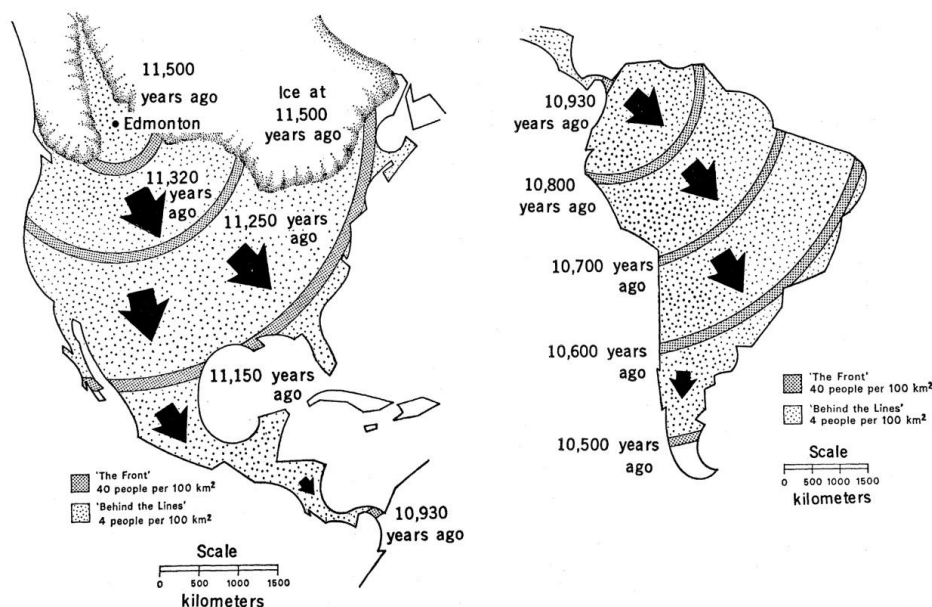 11,500
years ago
Edmonton
Ice at
11,500
years ago
11,320
years
ago
11,250 years
ago
11,150 years
ago
'The Front'
40 people per 100 km²
'Behind the Lines'
4 people per 100 km²
10,930
years ago
Scale
0 500 1000 1500
kilometers
10,930
years ago
10,800
years ago
10,700 years
ago
10,600 years
ago
10,500 years
ago
'The Front'
40 people per 100 km²
'Behind the Lines'
4 people per 100 km²
Scale
0 500 1000 1500
kilometers